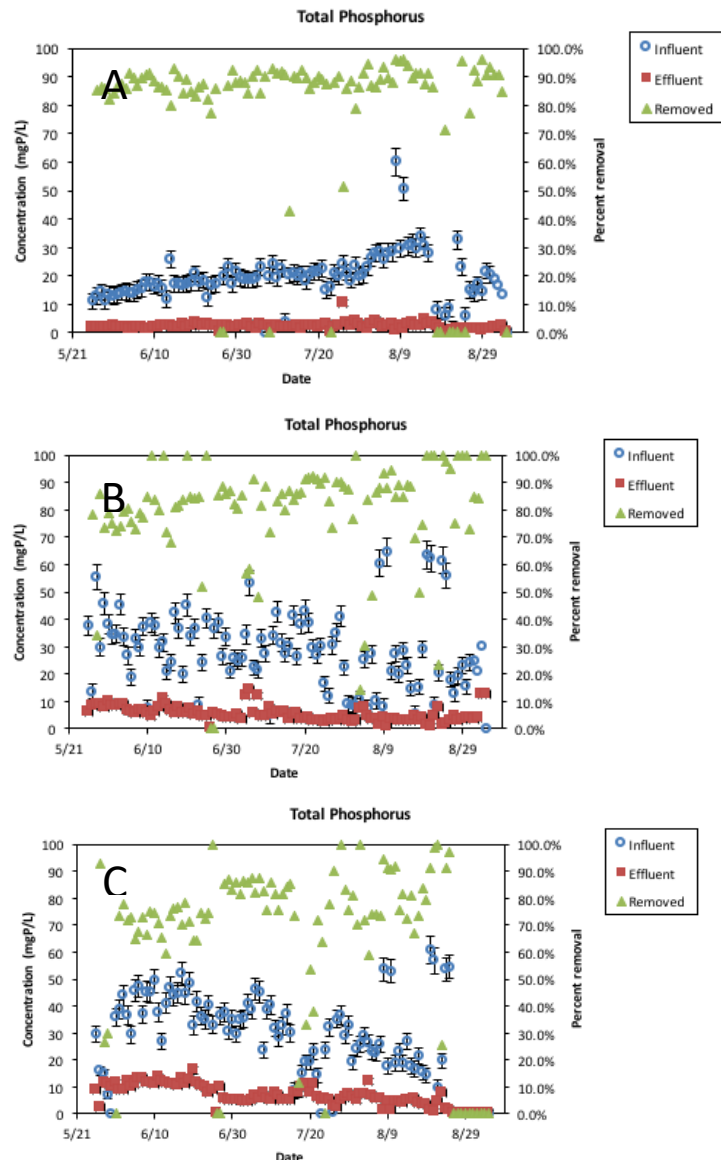 Total Phosphorus
A
100
90
80
70
60
50
40
30
20
10
0
100.0%
90.0%
80.0%
70.0%
60.0%
50.0%
40.0%
30.0%
20.0%
10.0%
0.0%
Concentration (mgP/L)
Percent removal
5/21 6/10 6/30 7/20 8/9 8/29
Date
Influent
Effluent
Removed
Total Phosphorus
B
100
90
80
70
60
50
40
30
20
10
0
100.0%
90.0%
80.0%
70.0%
60.0%
50.0%
40.0%
30.0%
20.0%
10.0%
0.0%
Concentration (mgP/L)
Percent removal
5/21 6/10 6/30 7/20 8/9 8/29
Date
Influent
Effluent
Removed
Total Phosphorus
C
100
90
80
70
60
50
40
30
20
10
0
100.0%
90.0%
80.0%
70.0%
60.0%
50.0%
40.0%
30.0%
20.0%
10.0%
0.0%
Concentration (mgP/L)
Percent removal
5/21 6/10 6/30 7/20 8/9 8/29
Date
Influent
Effluent
Removed